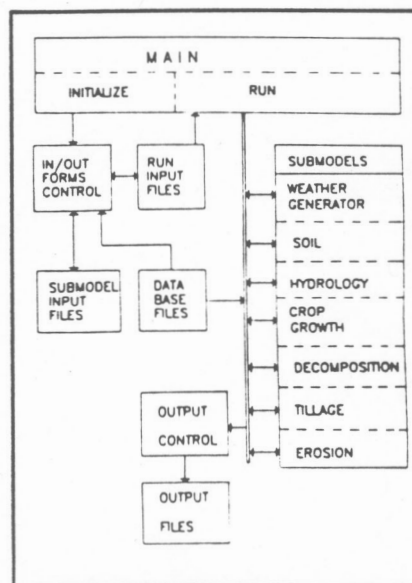 MAIN
INITIALIZE
RUN
IN/OUT
FORMS
CONTROL
RUN
INPUT
FILES
SUBMODEL
INPUT
FILES
DATA
BASE
FILES
OUTPUT
CONTROL
OUTPUT
FILES
SUBMODELS
WEATHER
GENERATOR
SOIL
HYDROLOGY
CROP
GROWTH
DECOMPOSITION
TILLAGE
EROSION